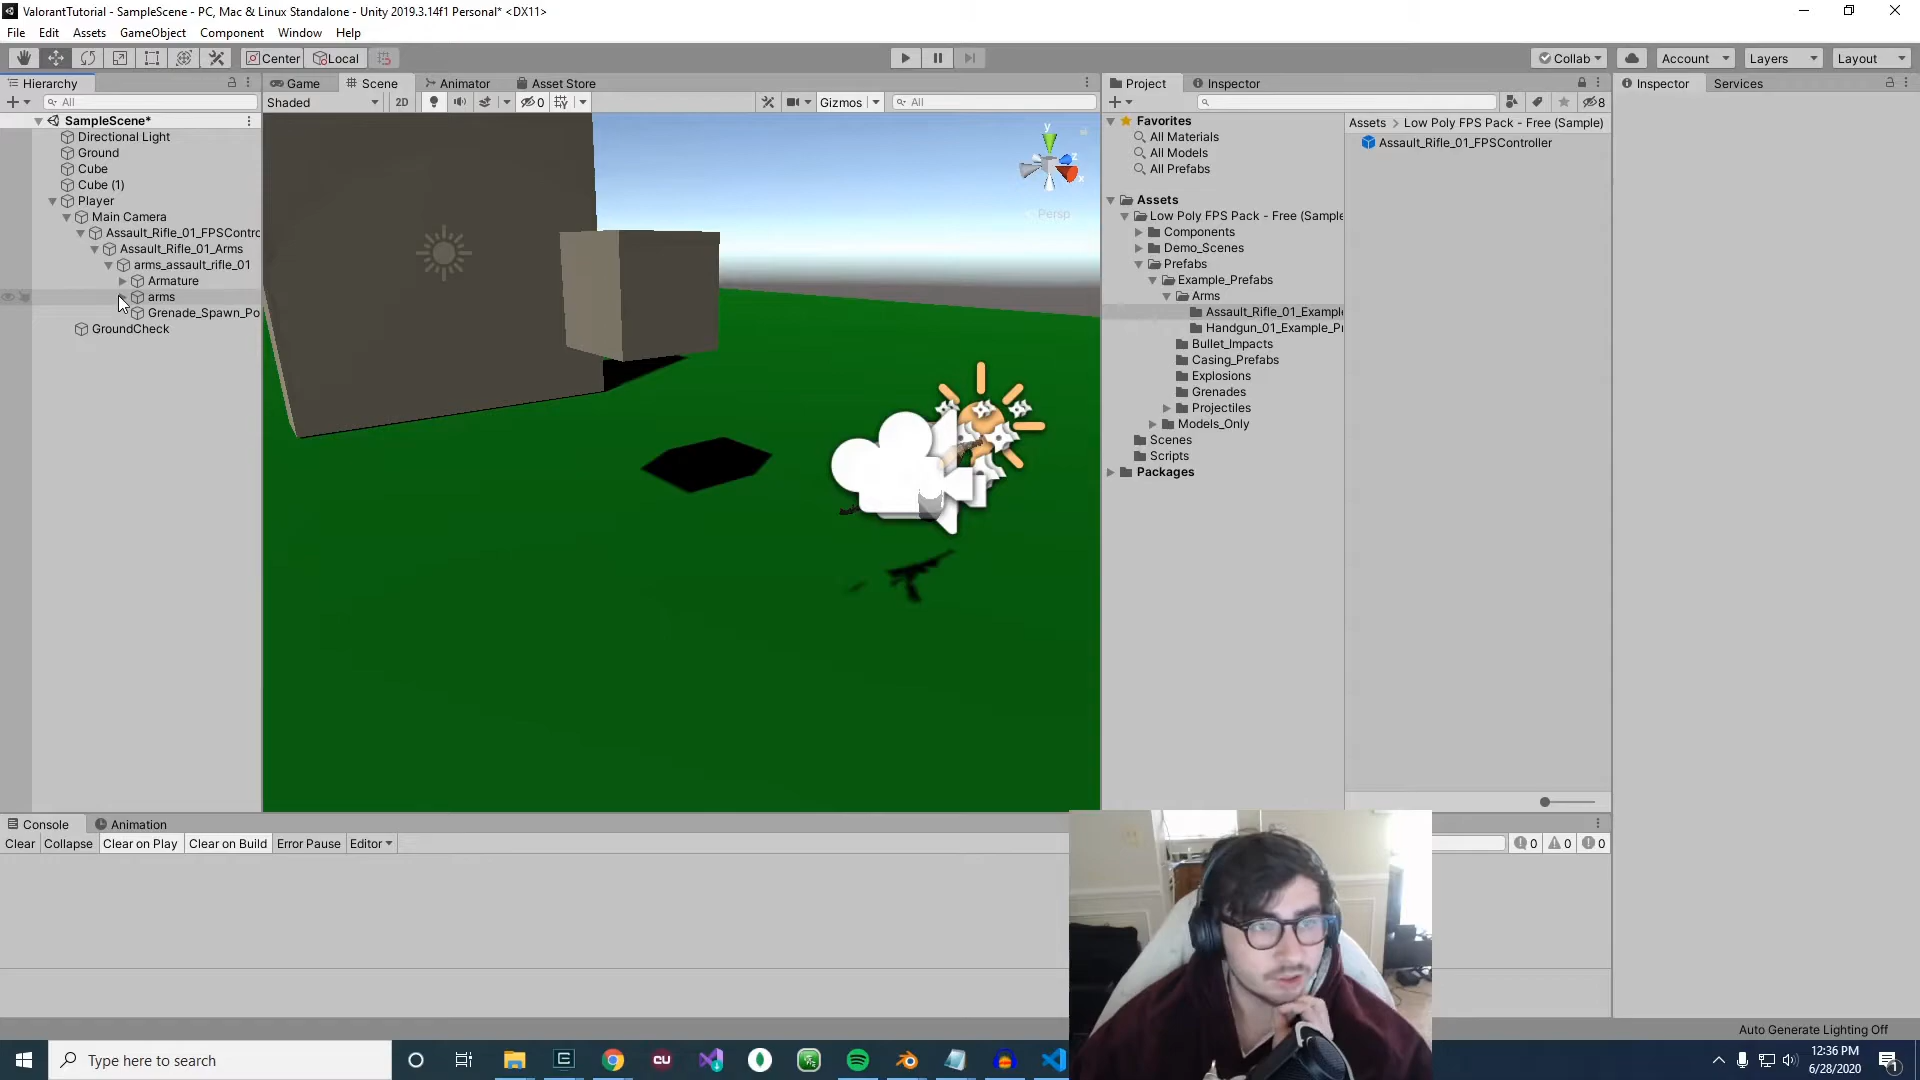 ValorantTutorial - SampleScene - PC, Mac & Linux Standalone - Unity 2019.3.14f1 Personal* <DX11>
File Edit Assets GameObject Component Window Help
Center Local Collab Account Layers Layout
Hierarchy
All
SampleScene*
Directional Light
Ground
Cube
Cube (1)
Player
Main Camera
Assault_Rifle_01_FPSContro
Assault_Rifle_01_Arms
arms_assault_rifle_01
Armature
arms
Grenade_Spawn_Po
GroundCheck
Game Scene Animator Asset Store
Shaded 2D 0 Gizmos All
y
z
x
Persp
Project Inspector
8
Favorites
All Materials
All Models
All Prefabs
Assets
Low Poly FPS Pack - Free (Sample
Components
Demo_Scenes
Prefabs
Example_Prefabs
Arms
Assault_Rifle_01_Example
Handgun_01_Example_Pr
Bullet_Impacts
Casing_Prefabs
Explosions
Grenades
Projectiles
Models_Only
Scenes
Scripts
Packages
Assets > Low Poly FPS Pack - Free (Sample)
Assault_Rifle_01_FPSController
Inspector Services
Console Animation
Clear Collapse Clear on Play Clear on Build Error Pause Editor
0 0 0
Auto Generate Lighting Off
Type here to search
CU
12:36 PM
6/28/2020
1